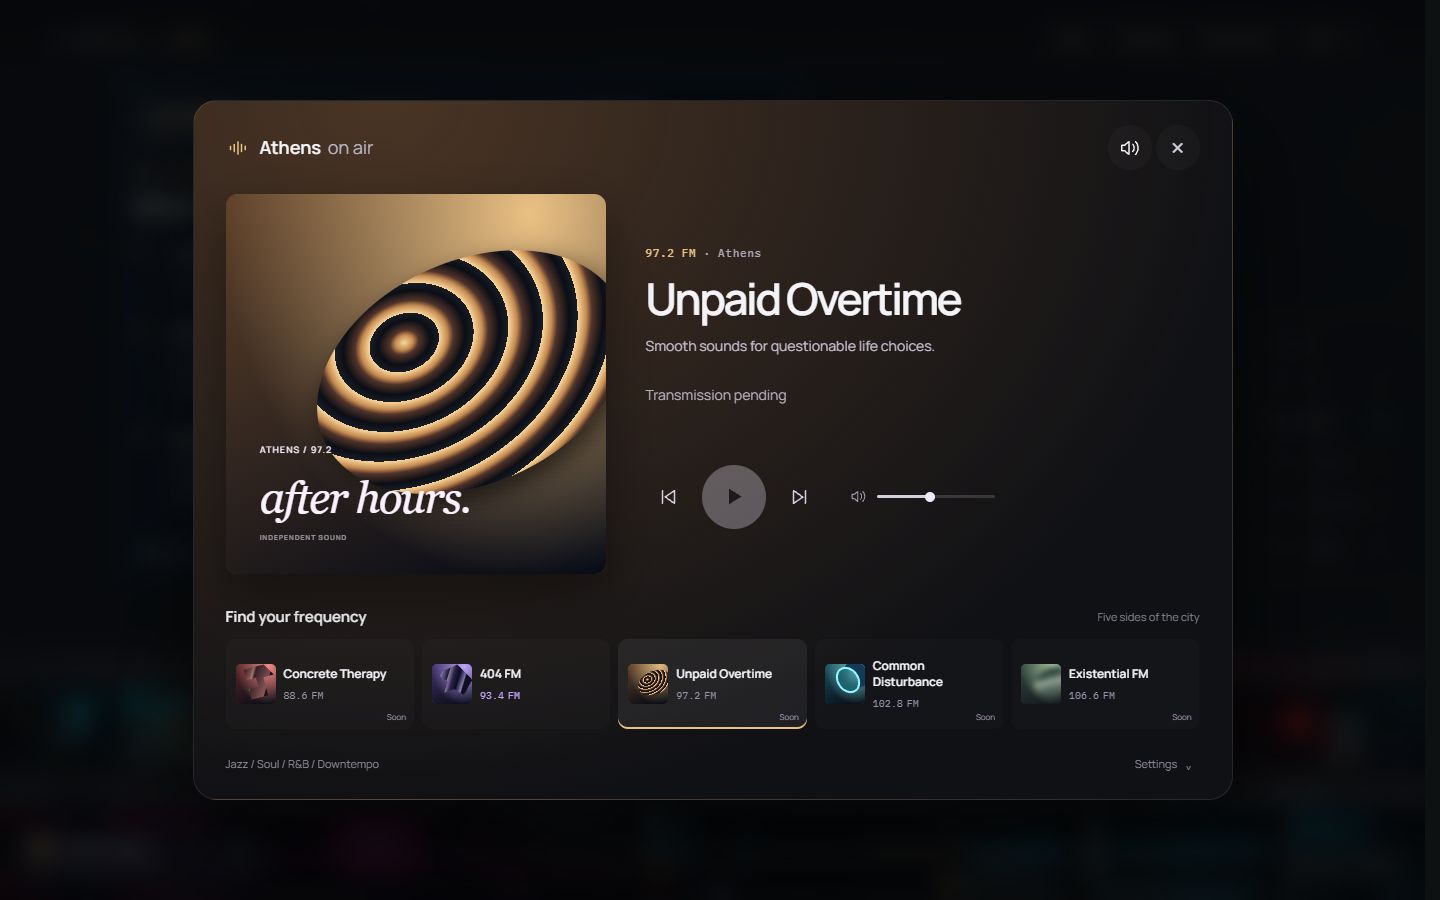 Athens on air
97.2 FM · Athens
Unpaid Overtime
Smooth sounds for questionable life choices.
Transmission pending
ATHENS / 97.2
after hours.
INDEPENDENT SOUND
Find your frequency
Five sides of the city
Concrete Therapy
88.6 FM
Soon
404 FM
93.4 FM
Unpaid Overtime
97.2 FM
Soon
Common
Disturbance
102.8 FM
Soon
Existential FM
106.6 FM
Soon
Jazz / Soul / R&B / Downtempo
Settings